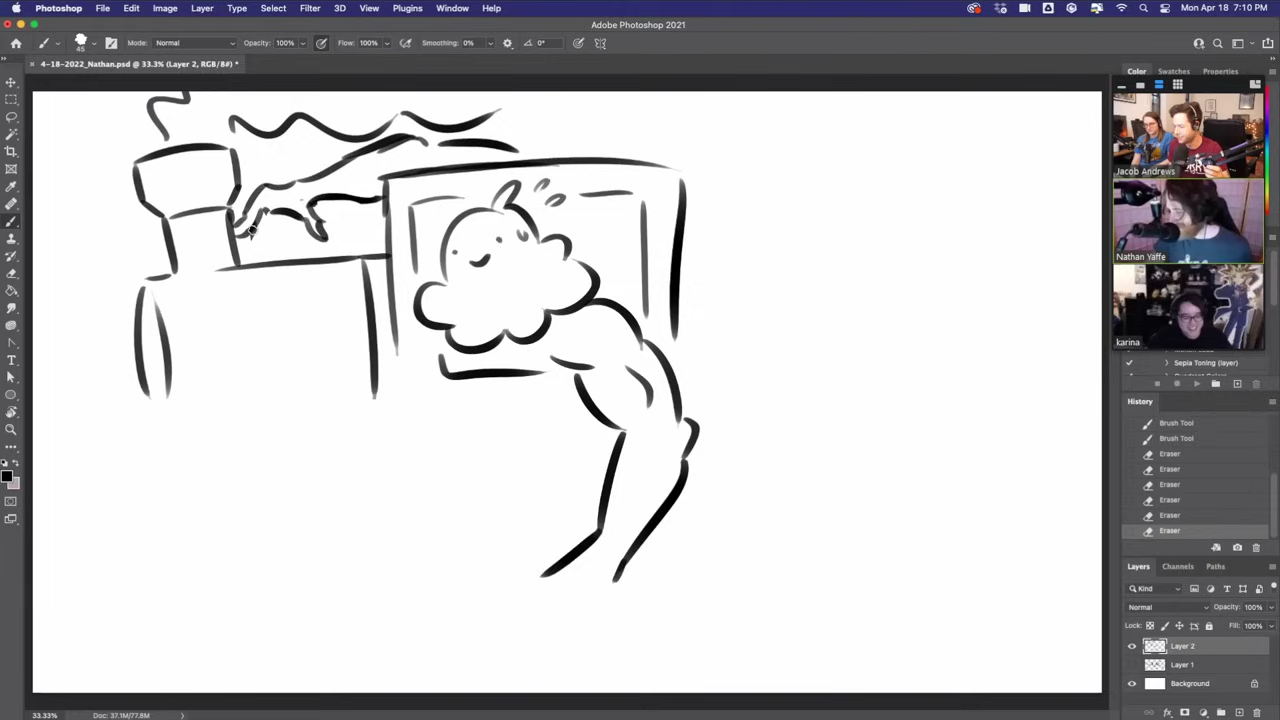 Photoshop File Edit Image Layer Type Select Filter 3D View Plugins Window Help
Mon Apr 18 7:10 PM
Adobe Photoshop 2021
45 Mode: Normal Opacity: 100% Flow: 100% Smoothing: 0% 0°
4-18-2022_Nathan.psd @ 33.3% (Layer 2, RGB/8#) *
Color Swatches Properties
Jacob Andrews
Nathan Yaffe
karina
Sepia Toning (layer)
History
Brush Tool
Brush Tool
Eraser
Eraser
Eraser
Eraser
Eraser
Eraser
Layers Channels Paths
Kind
Normal Opacity: 100%
Lock: Fill: 100%
Layer 2
Layer 1
Background
33.33% Doc: 37.1M/77.8M